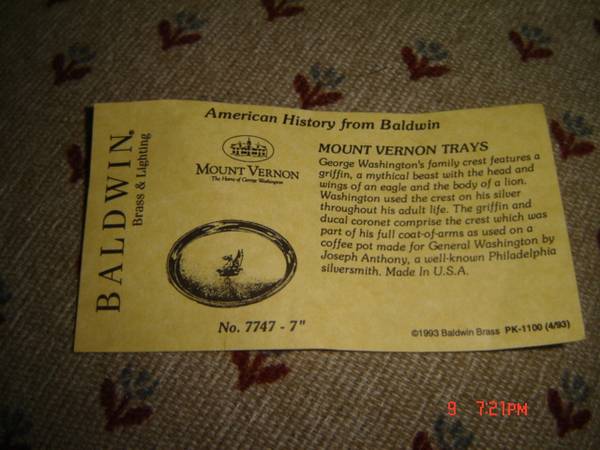 American History from Baldwin
BALDWIN®
Brass & Lighting
MOUNT VERNON
The Home of George Washington
No. 7747 - 7"
MOUNT VERNON TRAYS
George Washington's family crest features a
griffin, a mythical beast with the head and
wings of an eagle and the body of a lion.
Washington used the crest on his silver
throughout his adult life. The griffin and
ducal coronet comprise the crest which was
part of his full coat-of-arms as used on a
coffee pot made for General Washington by
Joseph Anthony, a well-known Philadelphia
silversmith. Made In U.S.A.
©1993 Baldwin Brass PK-1100 (4/93)
9 7:21PM